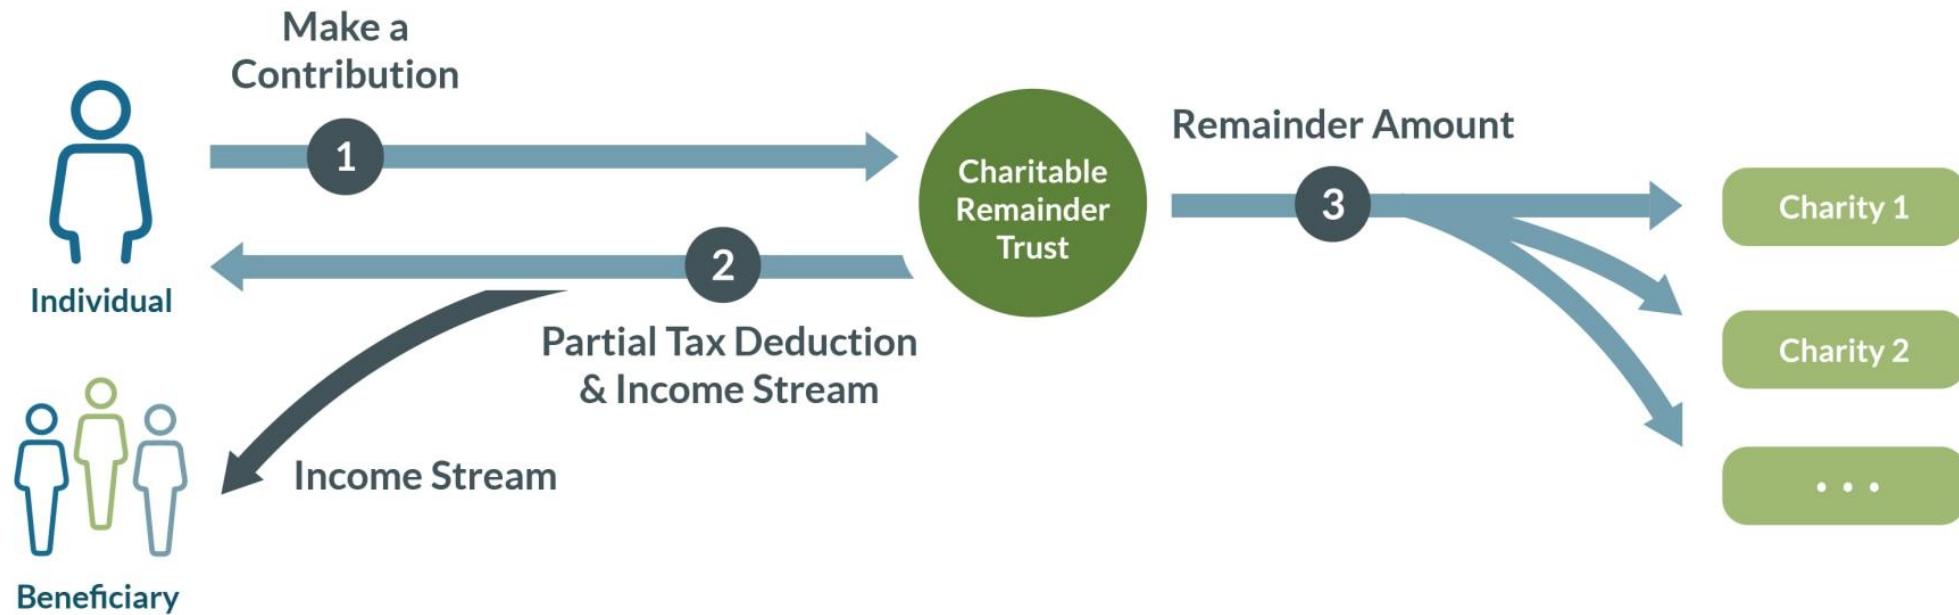 Make a
Contribution
1
Individual
Charitable
Remainder
Trust
2
Partial Tax Deduction
& Income Stream
Income Stream
Beneficiary
Remainder Amount
3
Charity 1
Charity 2
• • •